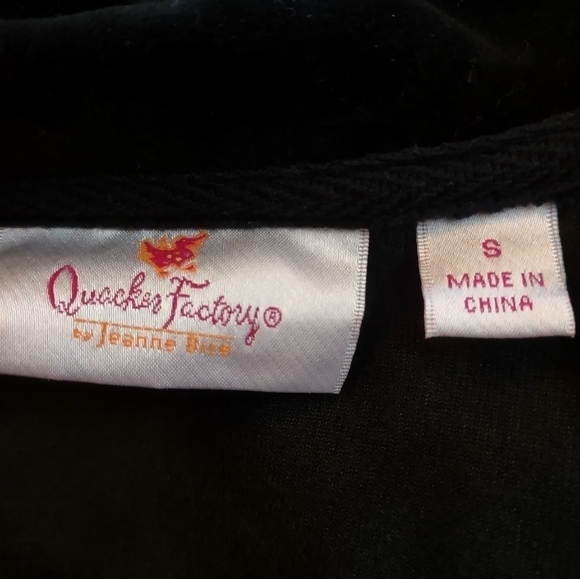 Quacker Factory®
by Jeanne Bice
S
MADE IN
CHINA